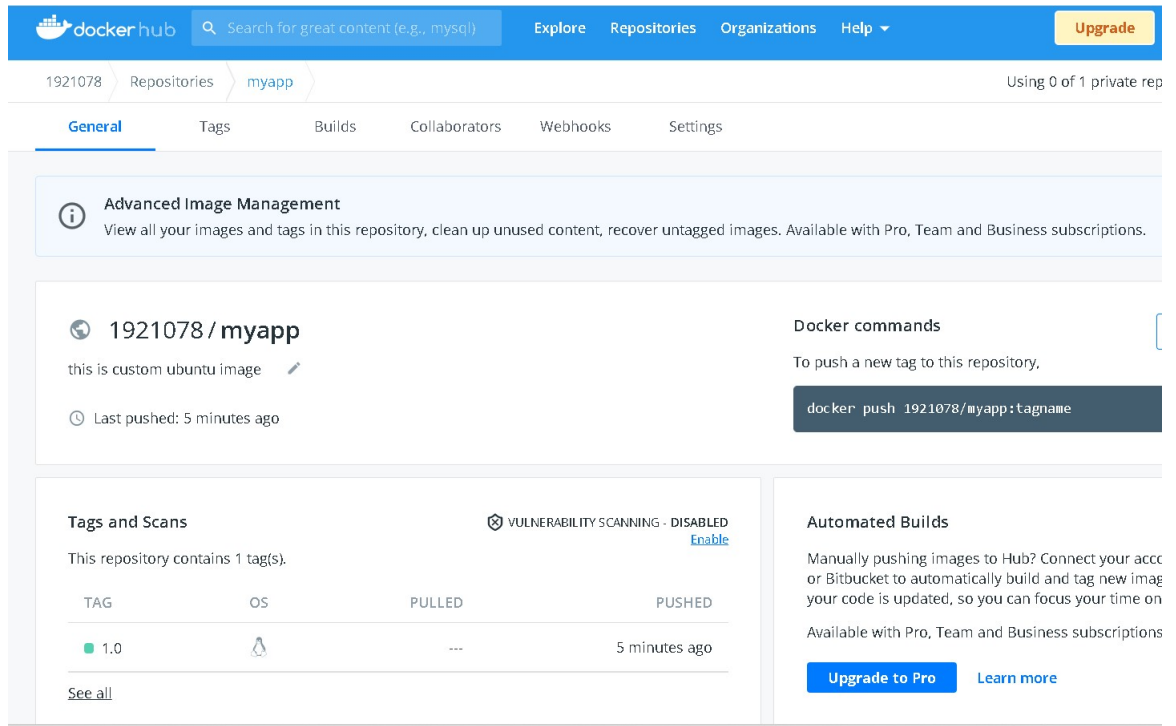 dockerhub
Search for great content (e.g., mysql)
Explore
Repositories
Organizations
Help
Upgrade
1921078
Repositories
myapp
Using 0 of 1 private rep
General
Tags
Builds
Collaborators
Webhooks
Settings
Advanced Image Management
View all your images and tags in this repository, clean up unused content, recover untagged images. Available with Pro, Team and Business subscriptions.
1921078 / myapp
this is custom ubuntu image
Last pushed: 5 minutes ago
Docker commands
To push a new tag to this repository,
docker push 1921078/myapp:tagname
Tags and Scans
VULNERABILITY SCANNING - DISABLED
Enable
This repository contains 1 tag(s).
TAG OS PULLED PUSHED
1.0 --- 5 minutes ago
See all
Automated Builds
Manually pushing images to Hub? Connect your acco
or Bitbucket to automatically build and tag new imag
your code is updated, so you can focus your time on
Available with Pro, Team and Business subscriptions
Upgrade to Pro
Learn more